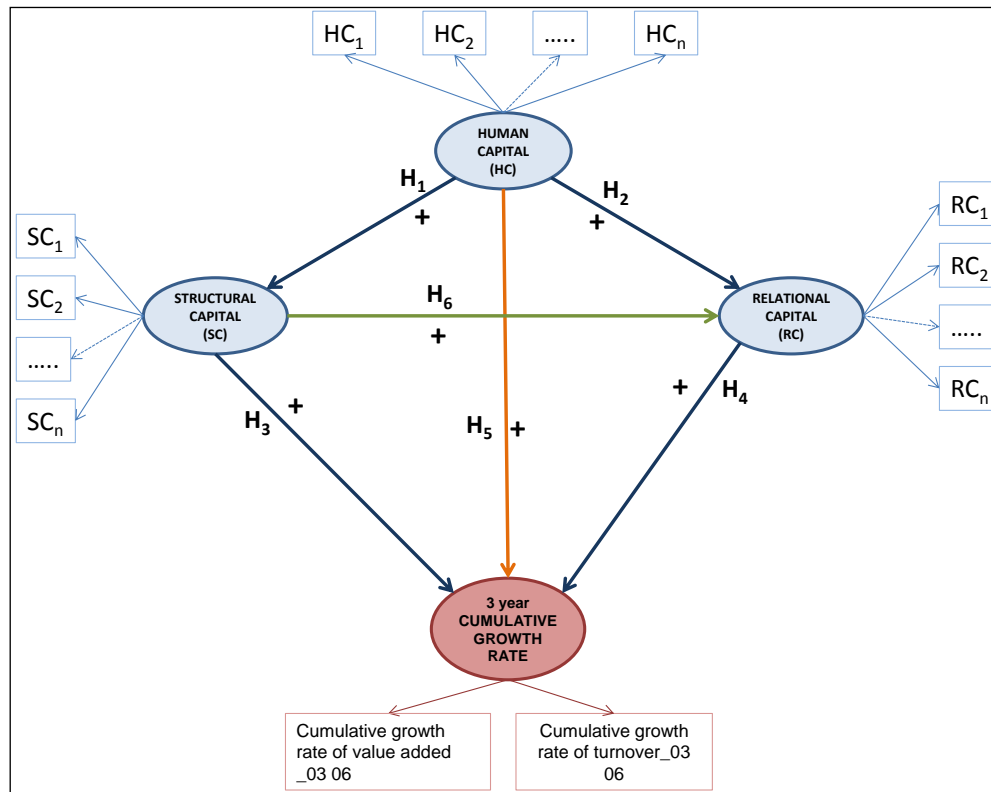 HC1 HC2 ..... HCn
HUMAN
CAPITAL
(HC)
H1
+
H2
+
SC1
SC2
.....
SCn
STRUCTURAL
CAPITAL
(SC)
H6
+
RELATIONAL
CAPITAL
(RC)
RC1
RC2
.....
RCn
H3
+
H5
+
+
H4
3 year
CUMULATIVE
GROWTH
RATE
Cumulative growth
rate of value added
_03 06
Cumulative growth
rate of turnover_03
06